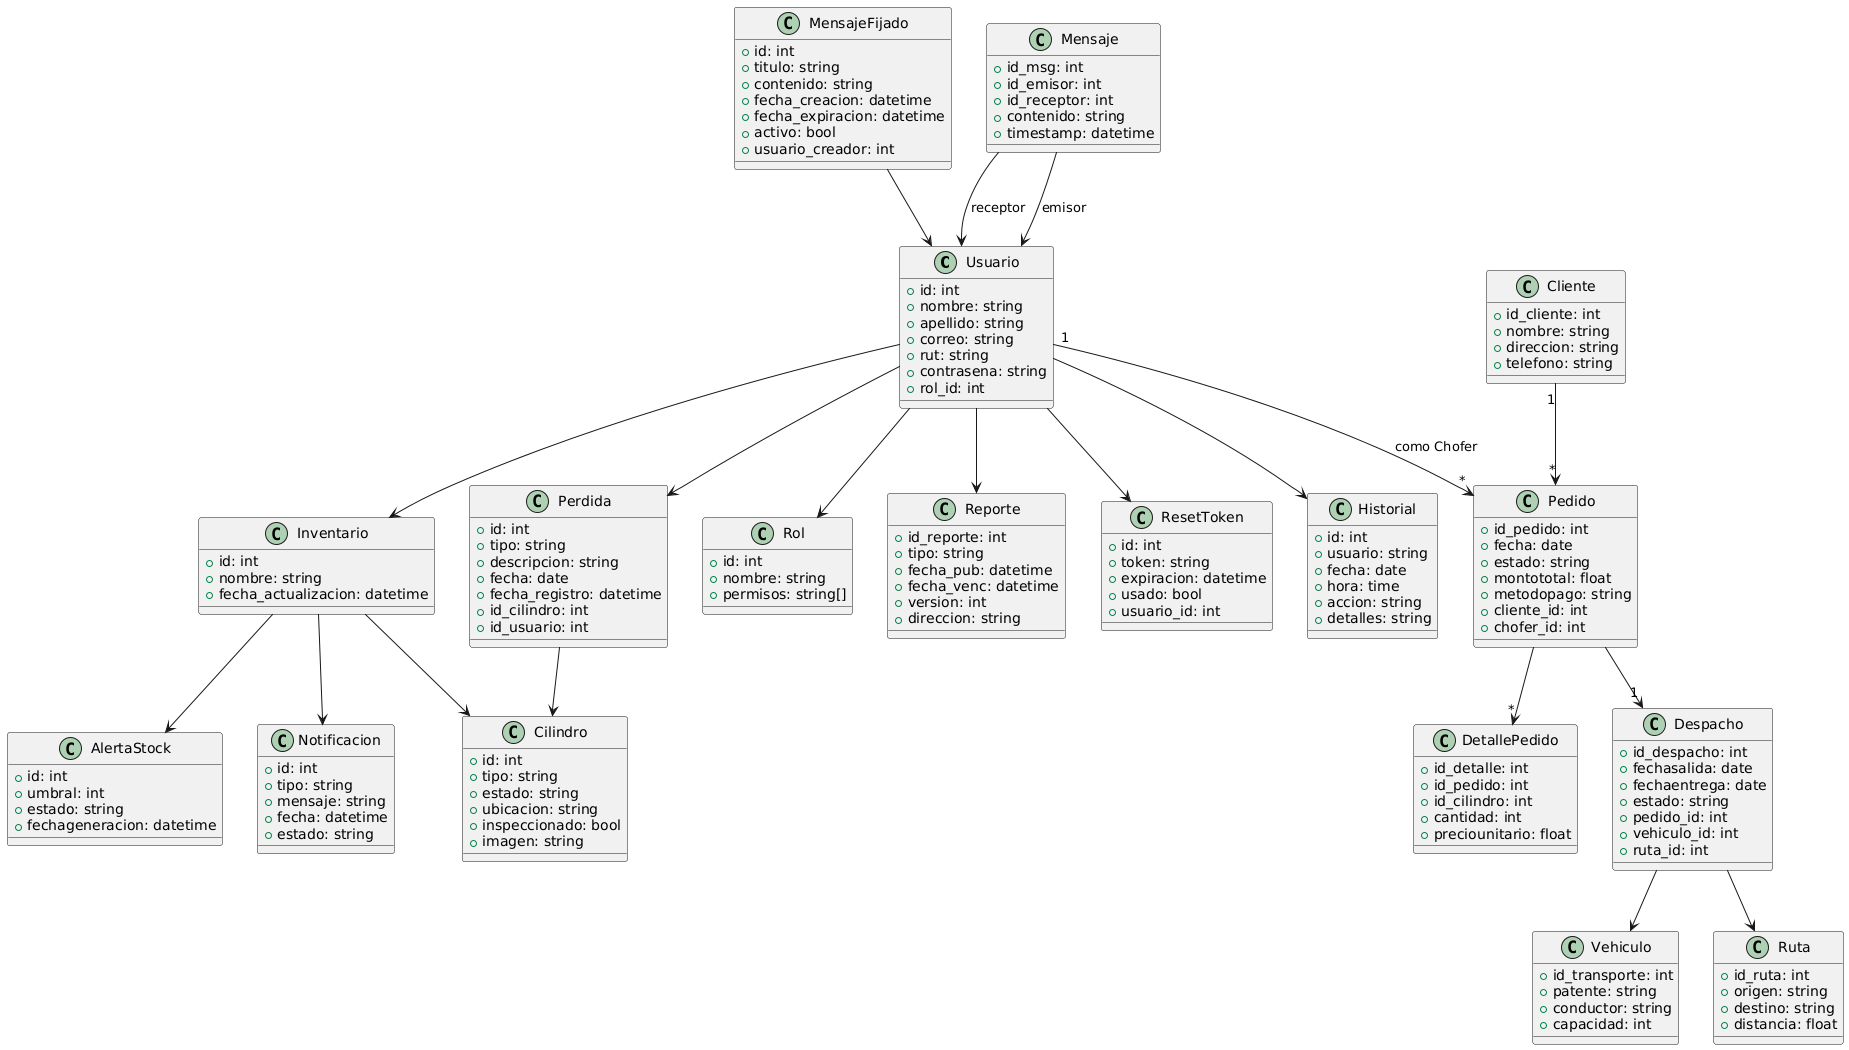 MensajeFijado
id: int
titulo: string
contenido: string
fecha_creacion: datetime
fecha_expiracion: datetime
activo: bool
usuario_creador: int
Mensaje
id_msg: int
id_emisor: int
id_receptor: int
contenido: string
timestamp: datetime
receptor
emisor
Usuario
id: int
nombre: string
apellido: string
correo: string
rut: string
contrasena: string
rol_id: int
Cliente
id_cliente: int
nombre: string
direccion: string
telefono: string
1
1
como Chofer
*
*
Inventario
id: int
nombre: string
fecha_actualizacion: datetime
Perdida
id: int
tipo: string
descripcion: string
fecha: date
fecha_registro: datetime
id_cilindro: int
id_usuario: int
Rol
id: int
nombre: string
permisos: string[]
Reporte
id_reporte: int
tipo: string
fecha_pub: datetime
fecha_venc: datetime
version: int
direccion: string
ResetToken
id: int
token: string
expiracion: datetime
usado: bool
usuario_id: int
Historial
id: int
usuario: string
fecha: date
hora: time
accion: string
detalles: string
Pedido
id_pedido: int
fecha: date
estado: string
montototal: float
metodopago: string
cliente_id: int
chofer_id: int
*
1
AlertaStock
id: int
umbral: int
estado: string
fechageneracion: datetime
Notificacion
id: int
tipo: string
mensaje: string
fecha: datetime
estado: string
Cilindro
id: int
tipo: string
estado: string
ubicacion: string
inspeccionado: bool
imagen: string
DetallePedido
id_detalle: int
id_pedido: int
id_cilindro: int
cantidad: int
preciounitario: float
Despacho
id_despacho: int
fechasalida: date
fechaentrega: date
estado: string
pedido_id: int
vehiculo_id: int
ruta_id: int
Vehiculo
id_transporte: int
patente: string
conductor: string
capacidad: int
Ruta
id_ruta: int
origen: string
destino: string
distancia: float